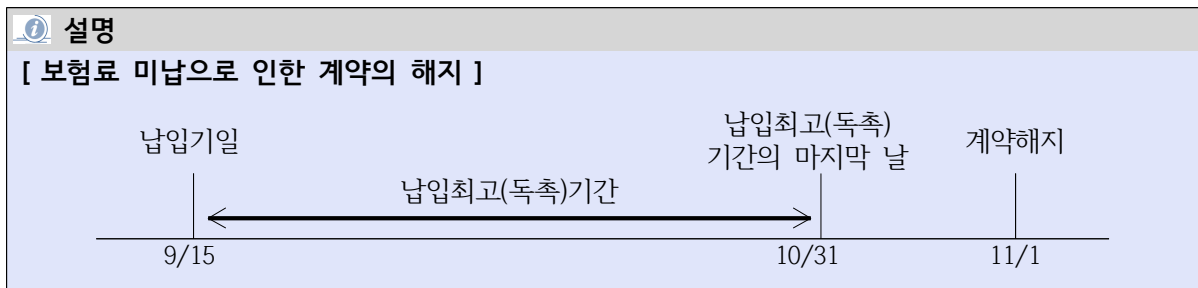 설명
[ 보험료 미납으로 인한 계약의 해지 ]
납입기일
납입최고(독촉)
기간의 마지막 날
계약해지
납입최고(독촉)기간
9/15
10/31
11/1